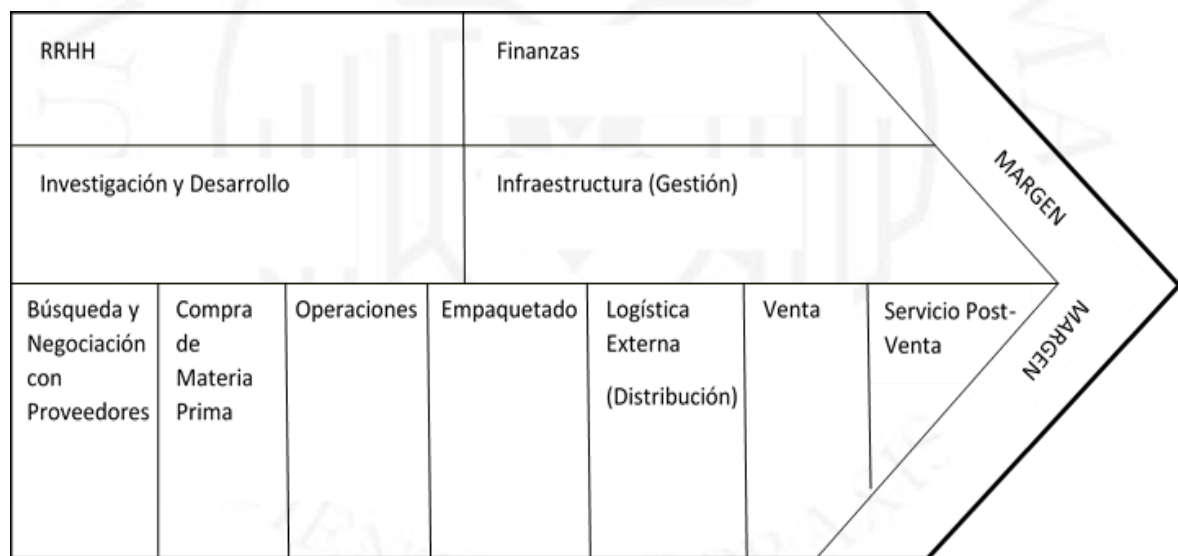 RRHH
Finanzas
Investigación y Desarrollo
Infraestructura (Gestión)
MARGEN
MARGEN
Búsqueda y
Negociación
con
Proveedores
Compra
de
Materia
Prima
Operaciones
Empaquetado
Logística
Externa
(Distribución)
Venta
Servicio Post-
Venta